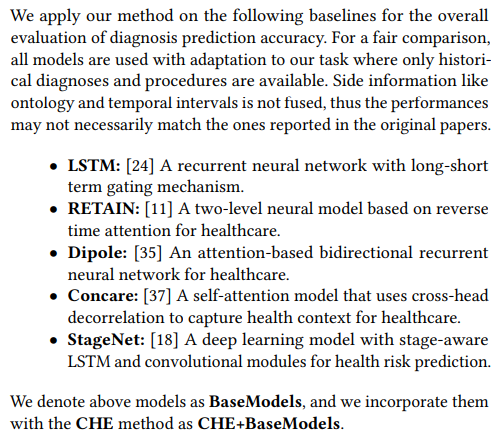 We apply our method on the following baselines for the overall
evaluation of diagnosis prediction accuracy. For a fair comparison,
all models are used with adaptation to our task where only histori-
cal diagnoses and procedures are available. Side information like
ontology and temporal intervals is not fused, thus the performances
may not necessarily match the ones reported in the original papers.
• LSTM: [24] A recurrent neural network with long-short
term gating mechanism.
• RETAIN: [11] A two-level neural model based on reverse
time attention for healthcare.
• Dipole: [35] An attention-based bidirectional recurrent
neural network for healthcare.
• Concare: [37] A self-attention model that uses cross-head
decorrelation to capture health context for healthcare.
• StageNet: [18] A deep learning model with stage-aware
LSTM and convolutional modules for health risk prediction.
We denote above models as BaseModels, and we incorporate them
with the CHE method as CHE+BaseModels.